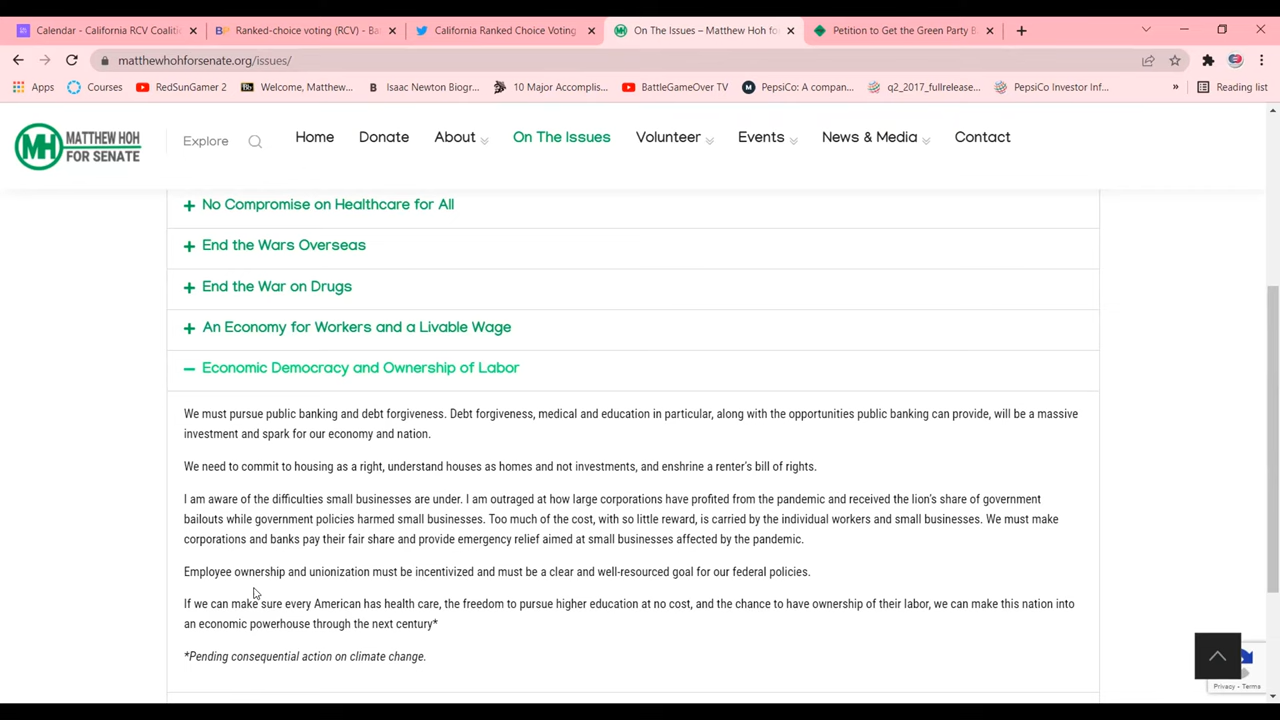 Calendar - California RCV Coaliti
Ranked-choice voting (RCV) - Ba
California Ranked Choice Voting
On The Issues – Matthew Hoh for
Petition to Get the Green Party B
matthewhohforsenate.org/issues/
Apps
Courses
RedSunGamer 2
Welcome, Matthew...
Isaac Newton Biogr...
10 Major Accomplis...
BattleGameOver TV
PepsiCo: A compan...
q2_2017_fullrelease...
PepsiCo Investor Inf...
»
Reading list
MATTHEW HOH
FOR SENATE
Explore
Home
Donate
About
On The Issues
Volunteer
Events
News & Media
Contact
+ No Compromise on Healthcare for All
+ End the Wars Overseas
+ End the War on Drugs
+ An Economy for Workers and a Livable Wage
– Economic Democracy and Ownership of Labor
We must pursue public banking and debt forgiveness. Debt forgiveness, medical and education in particular, along with the opportunities public banking can provide, will be a massive
investment and spark for our economy and nation.
We need to commit to housing as a right, understand houses as homes and not investments, and enshrine a renter's bill of rights.
I am aware of the difficulties small businesses are under. I am outraged at how large corporations have profited from the pandemic and received the lion's share of government
bailouts while government policies harmed small businesses. Too much of the cost, with so little reward, is carried by the individual workers and small businesses. We must make
corporations and banks pay their fair share and provide emergency relief aimed at small businesses affected by the pandemic.
Employee ownership and unionization must be incentivized and must be a clear and well-resourced goal for our federal policies.
If we can make sure every American has health care, the freedom to pursue higher education at no cost, and the chance to have ownership of their labor, we can make this nation into
an economic powerhouse through the next century*
*Pending consequential action on climate change.
Privacy - Terms